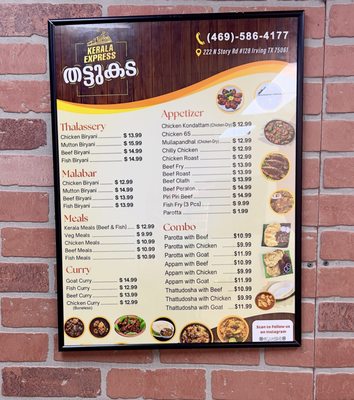 KERALA
EXPRESS
തട്ടുകട
(469)-586-4177
222 N Story Rd #128 Irving TX 75061
Thalassery
Chicken Biryani $ 13.99
Mutton Biryani $ 15.99
Beef Biryani $ 14.99
Fish Biryani $ 14.99
Malabar
Chicken Biryani $ 12.99
Mutton Biryani $ 14.99
Beef Biryani $ 13.99
Fish Biryani $ 13.99
Meals
Kerala Meals (Beef & Fish) $ 12.99
Veg Meals $ 9.99
Chicken Meals $ 10.99
Beef Meals $ 10.99
Fish Meals $ 10.99
Curry
Goat Curry $ 14.99
Fish Curry $ 12.99
Beef Curry $ 13.99
Chicken Curry $ 12.99
(Boneless)
Appetizer
Chicken Kondattam (Chicken Dry) $ 12.99
Chicken 65 $ 12.99
Mulapandhal (Chicken Dry) $ 12.99
Chilly Chicken $ 12.99
Chicken Roast $ 12.99
Beef Fry $ 13.99
Beef Roast $ 13.99
Beef Olath $ 13.99
Beef Peralan $ 14.99
Piri Piri Beef $ 14.99
Fish Fry (3 Pcs) $ 9.99
Parotta $ 1.99
Combo
Parotta with Beef $10.99
Parotta with Chicken $9.99
Parotta with Goat $11.99
Appam with Beef $10.99
Appam with Chicken $9.99
Appam with Goat $11.99
Thattudosha with Beef $10.99
Thattudosha with Chicken $9.99
Thattudosha with Goat $11.99
Scan us Follow us
on Instagram